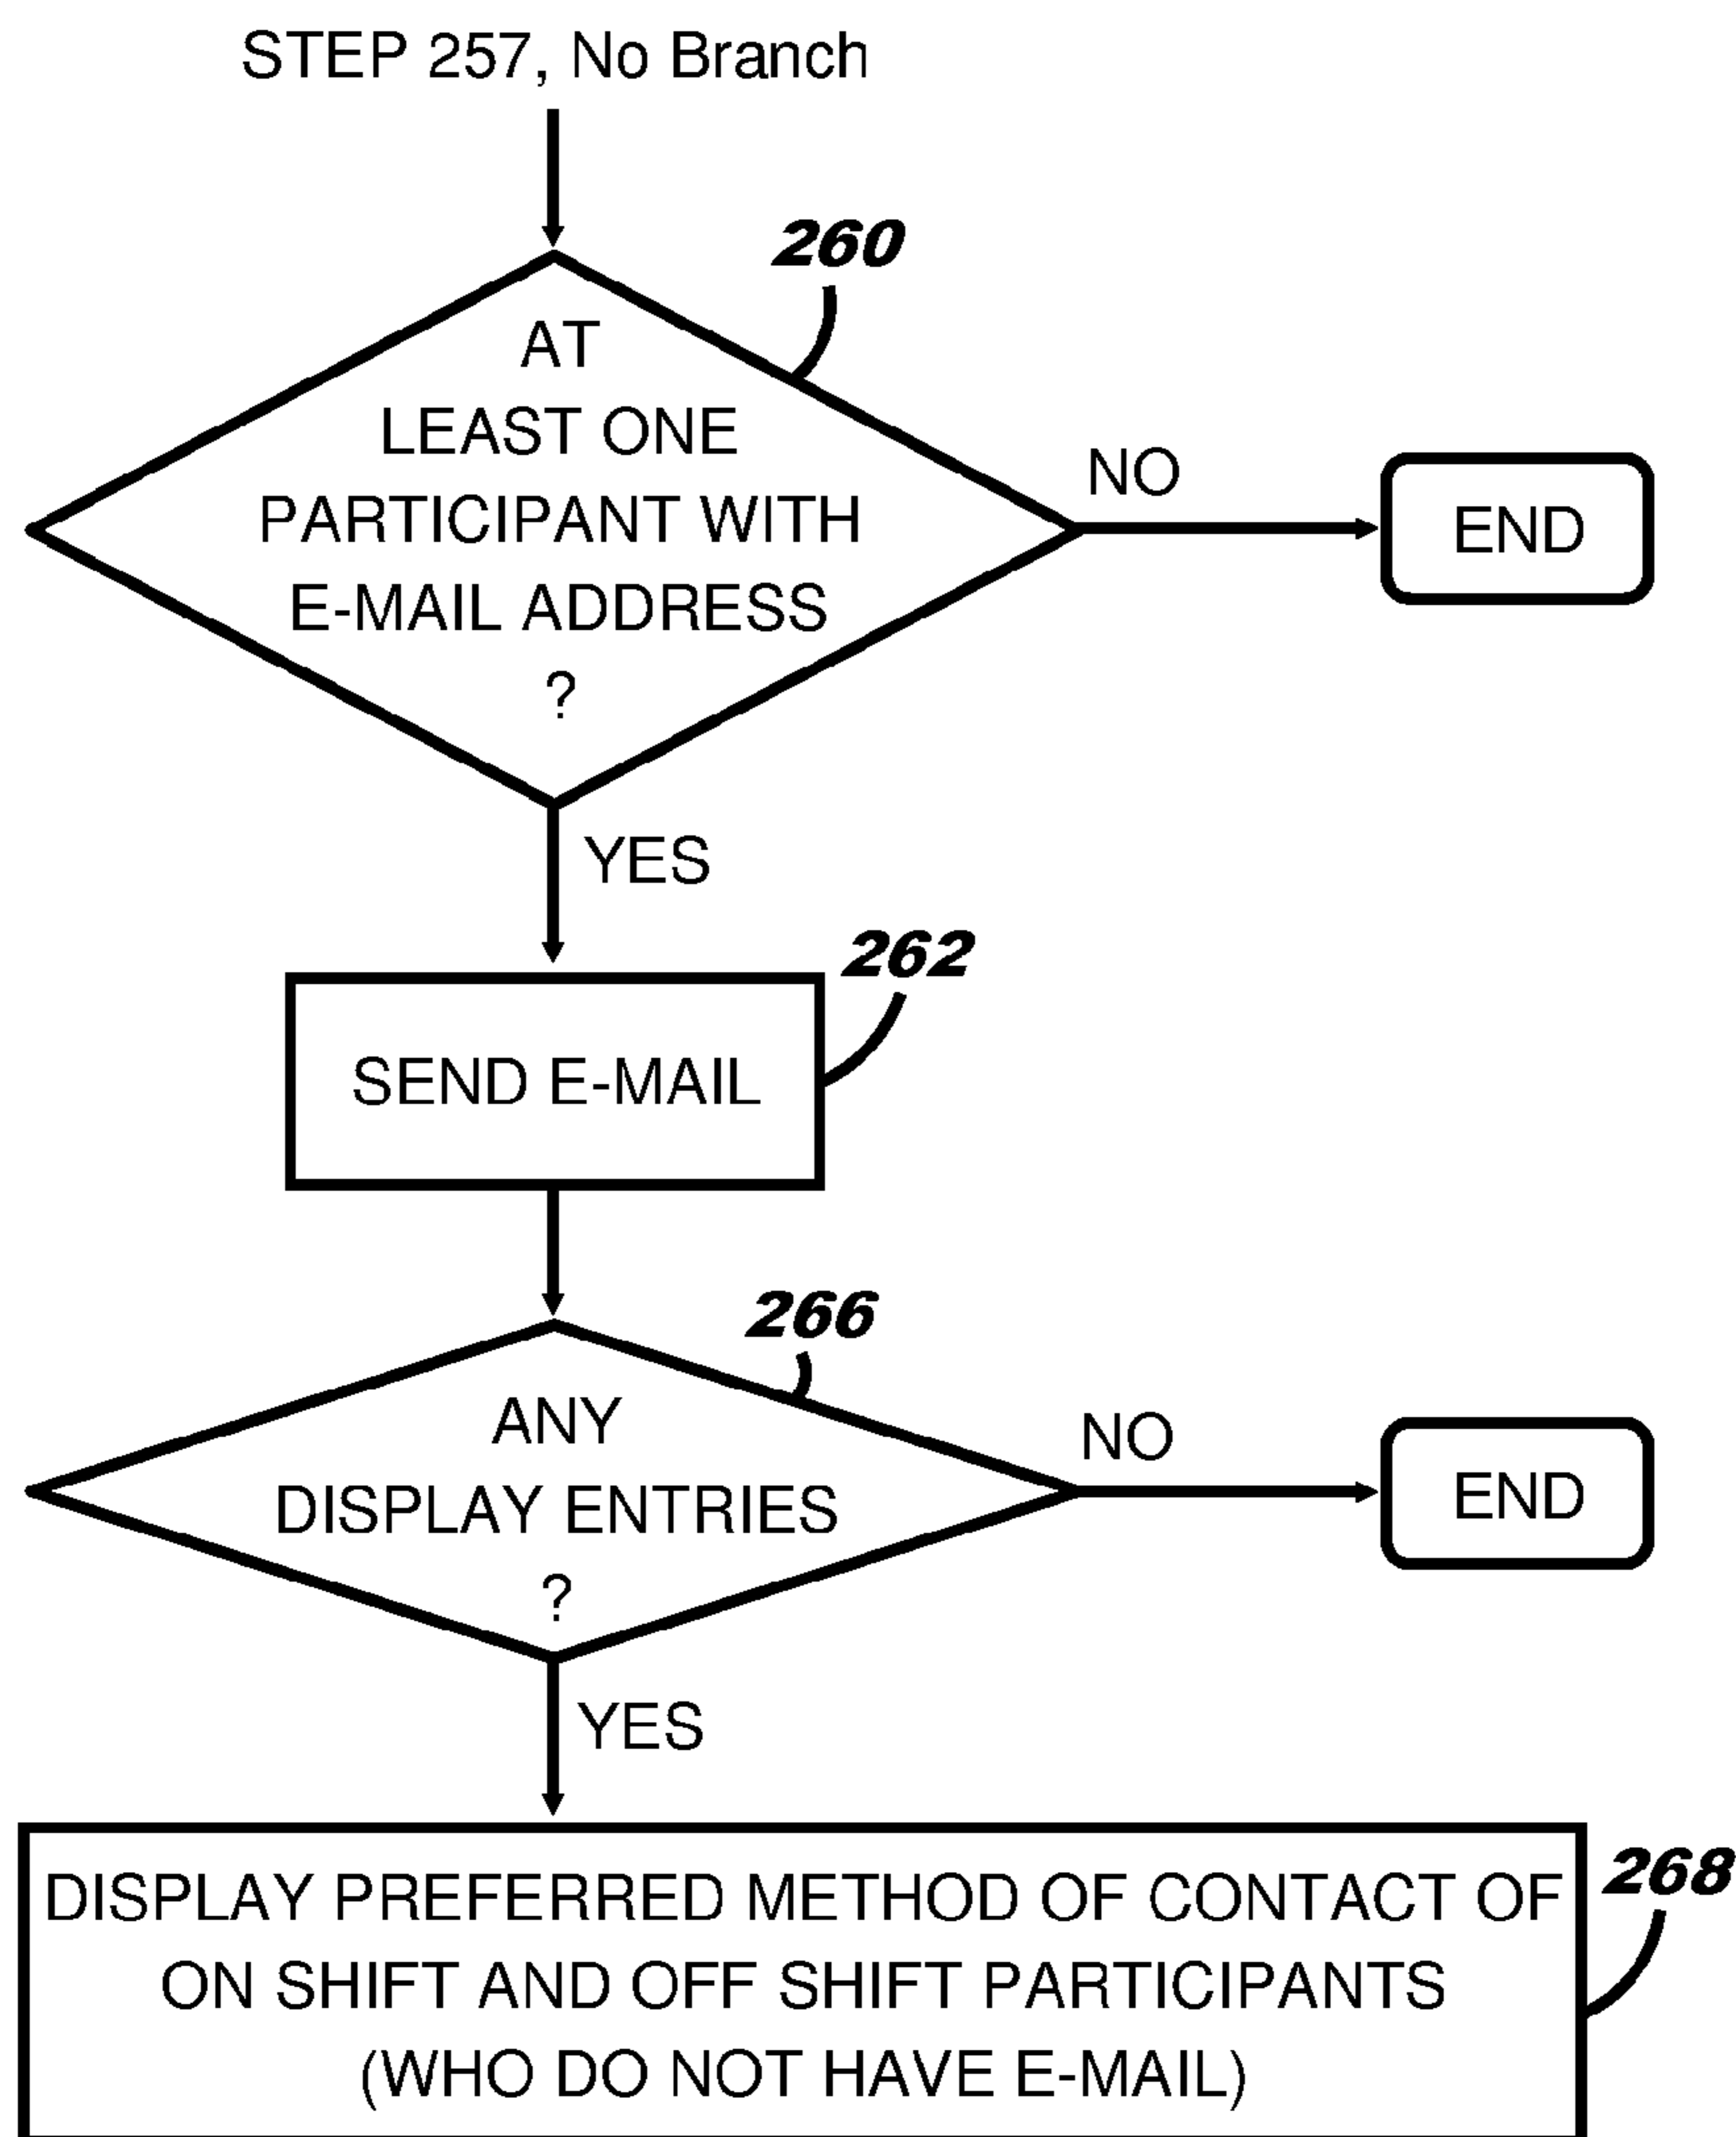 STEP 257, No Branch
260
AT
LEAST ONE
PARTICIPANT WITH
E-MAIL ADDRESS
?
NO
END
YES
262
SEND E-MAIL
266
ANY
DISPLAY ENTRIES
?
NO
END
YES
268
DISPLAY PREFERRED METHOD OF CONTACT OF
ON SHIFT AND OFF SHIFT PARTICIPANTS
(WHO DO NOT HAVE E-MAIL)